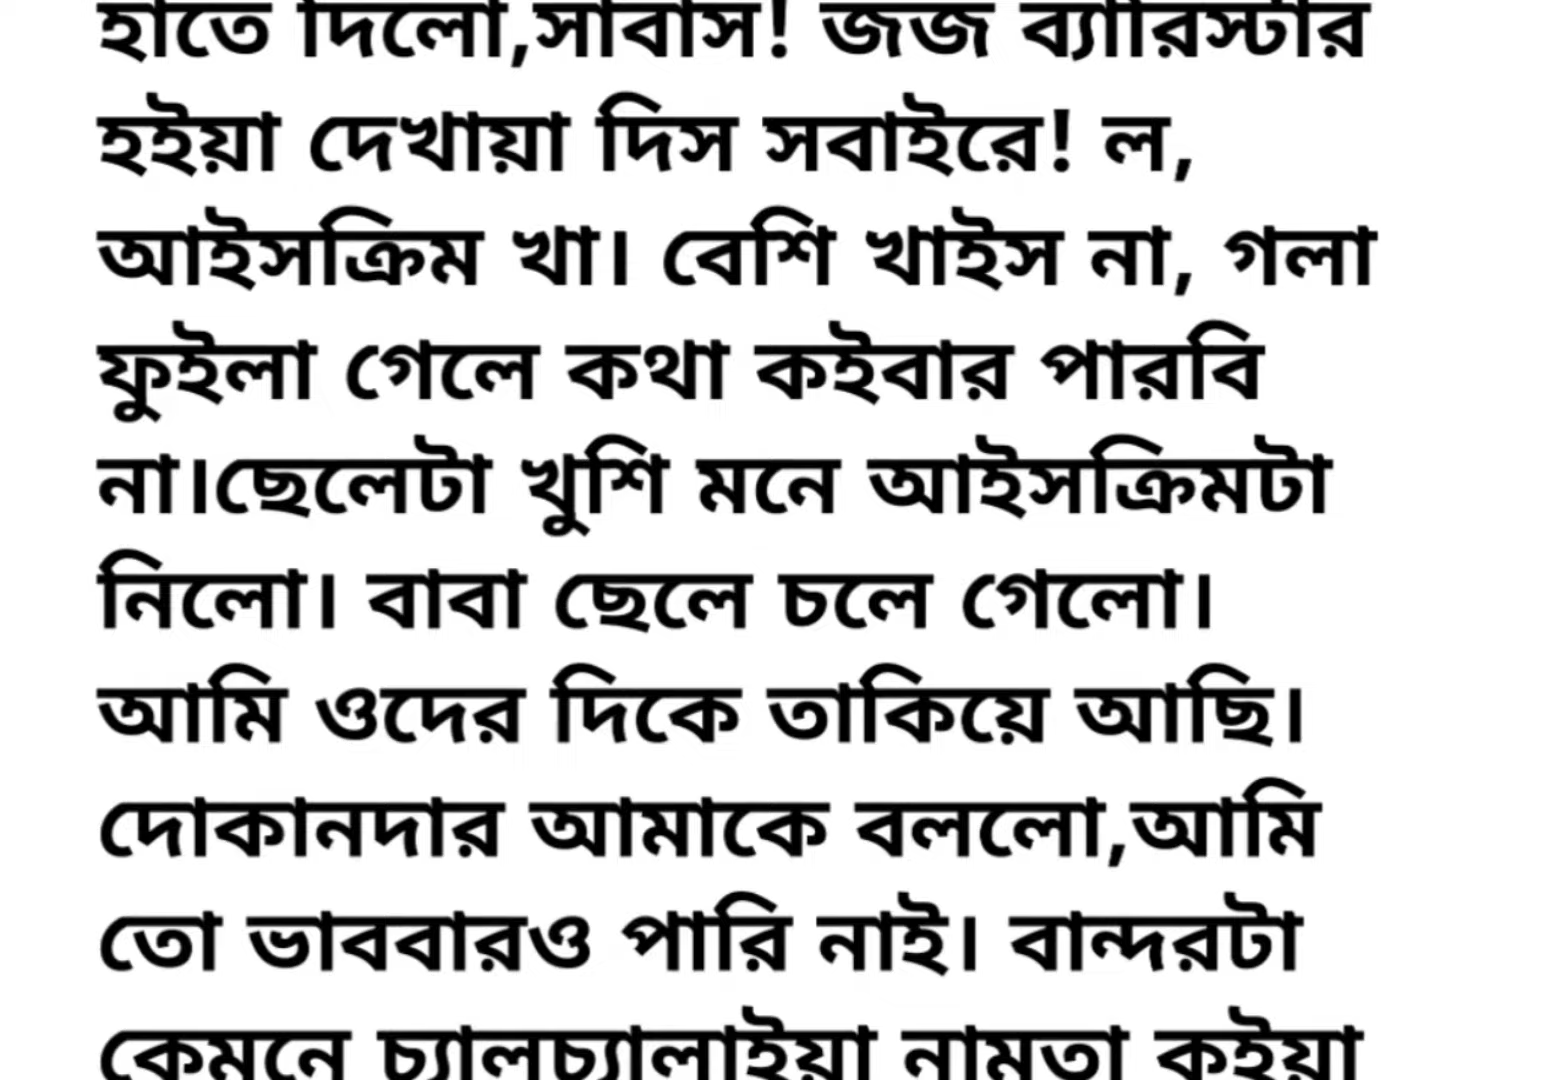 হাতে দিলো,সাবাস! জজ ব্যারিস্টার
হইয়া দেখায়া দিস সবাইরে! ল,
আইসক্রিম খা। বেশি খাইস না, গলা
ফুইলা গেলে কথা কইবার পারবি
না।ছেলেটা খুশি মনে আইসক্রিমটা
নিলো। বাবা ছেলে চলে গেলো।
আমি ওদের দিকে তাকিয়ে আছি।
দোকানদার আমাকে বললো,আমি
তো ভাববারও পারি নাই। বান্দরটা
কেমনে চ্যালচ্যালাইয়া নামতা কইয়া